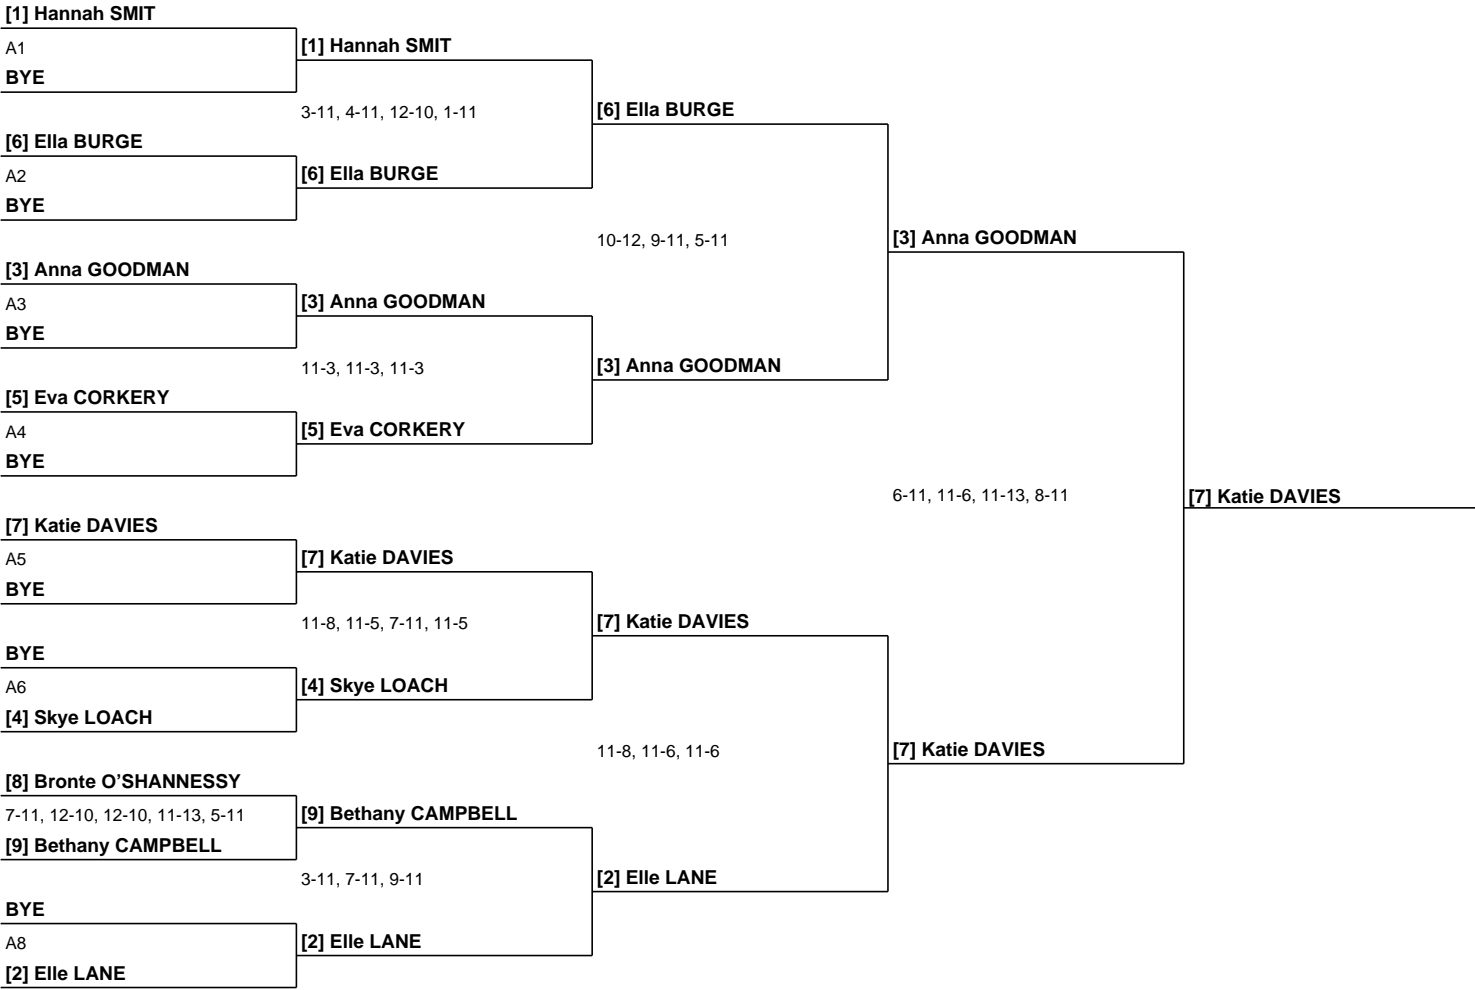 [1] Hannah SMIT
A1
BYE
[6] Ella BURGE
A2
BYE
[3] Anna GOODMAN
A3
BYE
[5] Eva CORKERY
A4
BYE
[7] Katie DAVIES
A5
BYE
BYE
A6
[4] Skye LOACH
[8] Bronte O’SHANNESSY
7-11, 12-10, 12-10, 11-13, 5-11
[9] Bethany CAMPBELL
BYE
A8
[2] Elle LANE
[1] Hannah SMIT
3-11, 4-11, 12-10, 1-11
[6] Ella BURGE
[3] Anna GOODMAN
11-3, 11-3, 11-3
[5] Eva CORKERY
[7] Katie DAVIES
11-8, 11-5, 7-11, 11-5
[4] Skye LOACH
[9] Bethany CAMPBELL
3-11, 7-11, 9-11
[2] Elle LANE
[6] Ella BURGE
10-12, 9-11, 5-11
[3] Anna GOODMAN
[7] Katie DAVIES
11-8, 11-6, 11-6
[2] Elle LANE
[3] Anna GOODMAN
6-11, 11-6, 11-13, 8-11
[7] Katie DAVIES
[7] Katie DAVIES